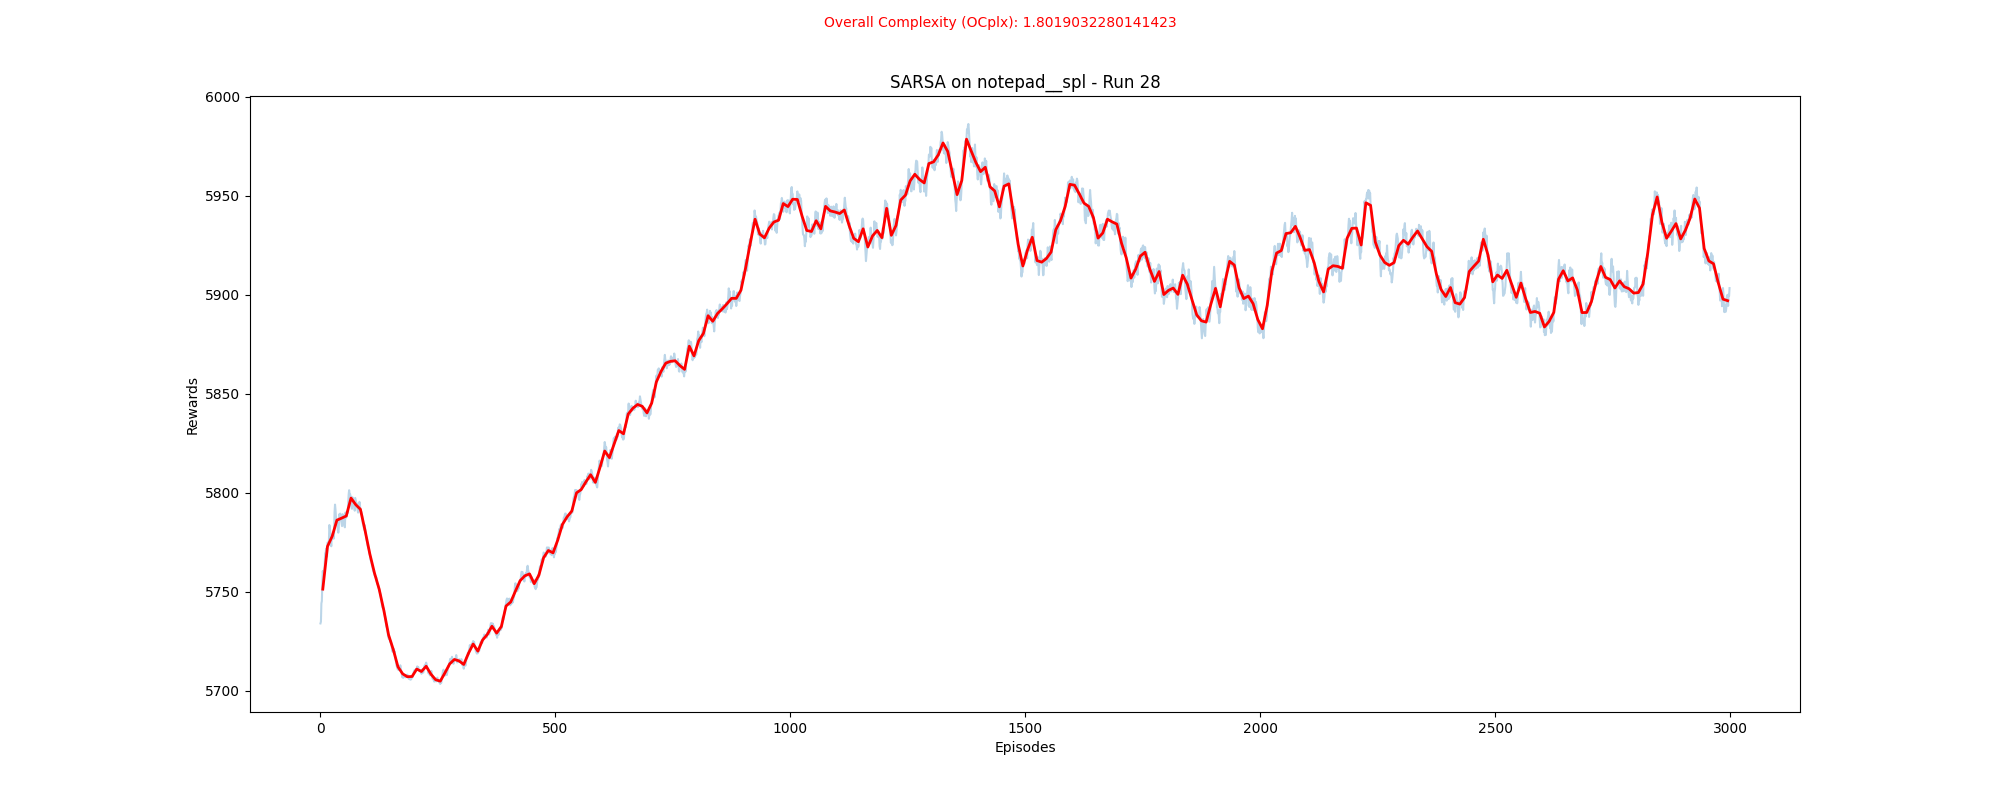 Overall Complexity (OCplx): 1.8019032280141423
SARSA on notepad__spl - Run 28
6000
5950
5900
5850
5800
5750
5700
Rewards
0 500 1000 1500 2000 2500 3000
Episodes